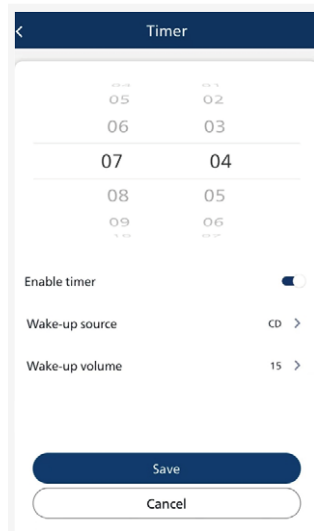 Timer
05 02
06 03
07 04
08 05
09 06
Enable timer
Wake-up source CD
Wake-up volume 15
Save
Cancel